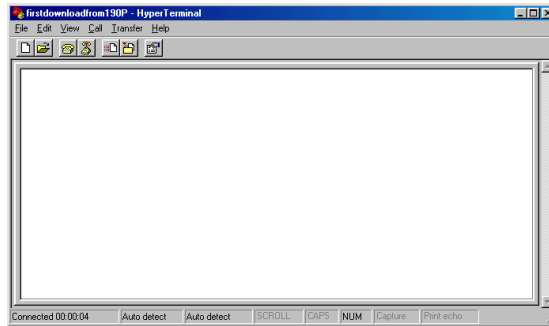 firstdownloadfrom190P - HyperTerminal
File Edit View Call Transfer Help
Connected 00:00:04 Auto detect Auto detect SCROLL CAPS NUM Capture Print echo